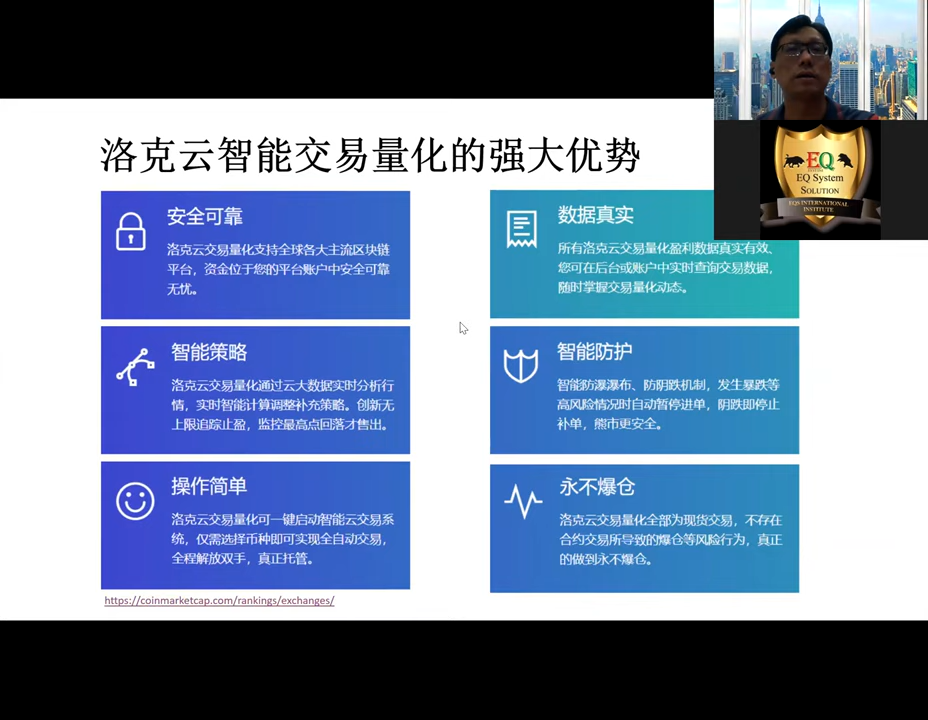 洛克云智能交易量化的强大优势
安全可靠
洛克云交易量化支持全球各大主流区块链
平台，资金位于您的平台账户中安全可靠
无忧。
数据真实
所有洛克云交易量化盈利数据真实有效、
您可在后台或账户中实时查询交易数据，
随时掌握交易量化动态。
智能策略
洛克云交易量化通过云大数据实时分析行
情，实时智能计算调整补充策略。创新无
上限追踪止盈，监控最高点回落才售出。
智能防护
智能防瀑瀑布、防阴跌机制，发生暴跌等
高风险情况时自动暂停进单，阴跌即停止
补单，熊市更安全。
操作简单
洛克云交易量化可一键启动智能云交易系
统，仅需选择币种即可实现全自动交易，
全程解放双手，真正托管。
永不爆仓
洛克云交易量化全部为现货交易，不存在
合约交易所导致的爆仓等风险行为，真正
的做到永不爆仓。
https://coinmarketcap.com/rankings/exchanges/
EQ
EQ System
SOLUTION
EQS INTERNATIONAL
INSTITUTE